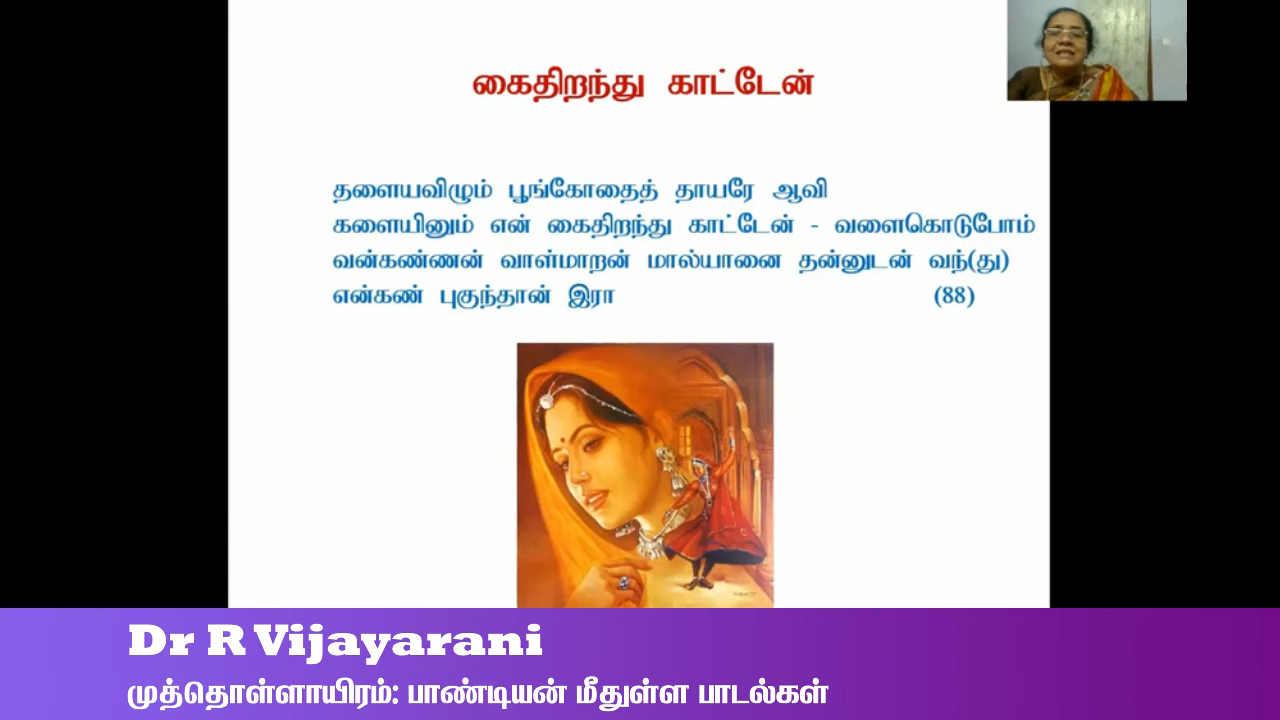 கைதிறந்து காட்டேன்
தளையவிழும் பூங்கோதைத் தாயரே ஆவி
களையினும் என் கைதிறந்து காட்டேன் - வளைகொடுபோம்
வன்கண்ணன் வாள்மாறன் மால்யானை தன்னுடன் வந்(து)
என்கண் புகுந்தான் இரா (88)
Dr R Vijayarani
முத்தொள்ளாயிரம்: பாண்டியன் மீதுள்ள பாடல்கள்